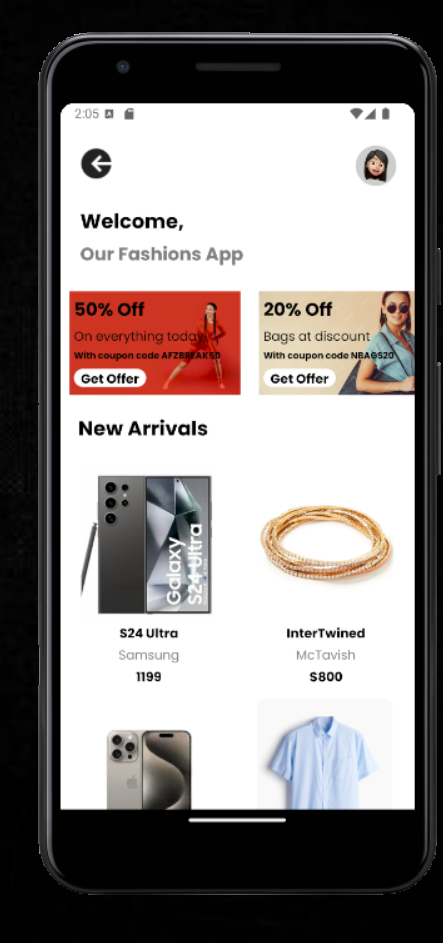 2:05
Welcome,
Our Fashions App
50% Off
On everything today
With coupon code AFZBREAK50
Get Offer
20% Off
Bags at discount
With coupon code NBAGS20
Get Offer
New Arrivals
Galaxy
S24 Ultra
S24 Ultra
Samsung
1199
InterTwined
McTavish
$800